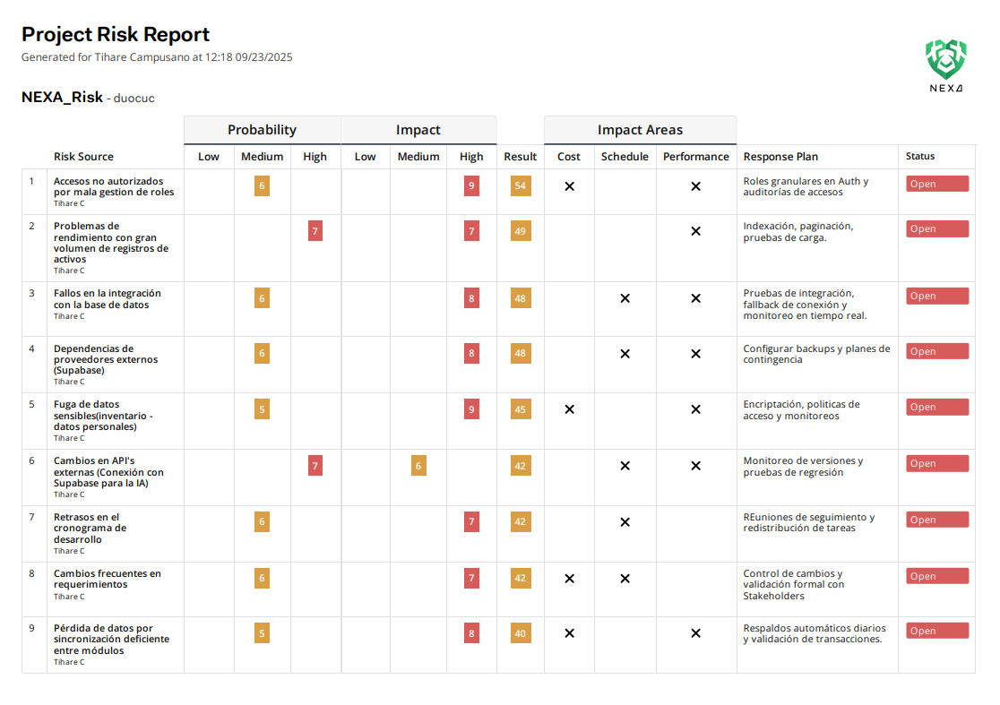 Project Risk Report
Generated for Tihare Campusano at 12:18 09/23/2025
NEXA
NEXA_Risk - duocuc
Probability Impact Impact Areas
Risk Source Low Medium High Low Medium High Result Cost Schedule Performance Response Plan Status
1 Accesos no autorizados 6 9 54 ✕ ✕ Roles granulares en Auth y Open
por mala gestion de roles auditorías de accesos
Tihare C
2 Problemas de 7 7 49 ✕ Indexación, paginación, Open
rendimiento con gran pruebas de carga.
volumen de registros de
activos
Tihare C
3 Fallos en la integración 6 8 48 ✕ ✕ Pruebas de integración, Open
con la base de datos fallback de conexión y
Tihare C monitoreo en tiempo real.
4 Dependencias de 6 8 48 ✕ ✕ Configurar backups y planes de Open
proveedores externos contingencia
(Supabase)
Tihare C
5 Fuga de datos 5 9 45 ✕ ✕ Encriptación, politicas de Open
sensibles(inventario - acceso y monitoreos
datos personales)
Tihare C
6 Cambios en API's 7 6 42 ✕ ✕ Monitoreo de versiones y Open
externas (Conexión con pruebas de regresión
Supabase para la IA)
Tihare C
7 Retrasos en el 6 7 42 ✕ REuniones de seguimiento y Open
cronograma de redistribución de tareas
desarrollo
Tihare C
8 Cambios frecuentes en 6 7 42 ✕ ✕ Control de cambios y Open
requerimientos validación formal con
Tihare C Stakeholders
9 Pérdida de datos por 5 8 40 ✕ ✕ Respaldos automáticos diarios Open
sincronización deficiente y validación de transacciones.
entre módulos
Tihare C